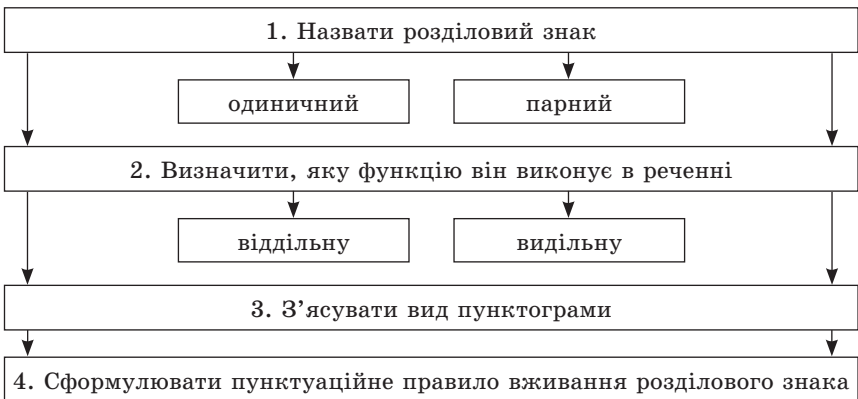 1. Назвати розділовий знак
одиничний
парний
2. Визначити, яку функцію він виконує в реченні
віддільну
видільну
3. З’ясувати вид пунктограми
4. Сформулювати пунктуаційне правило вживання розділового знака